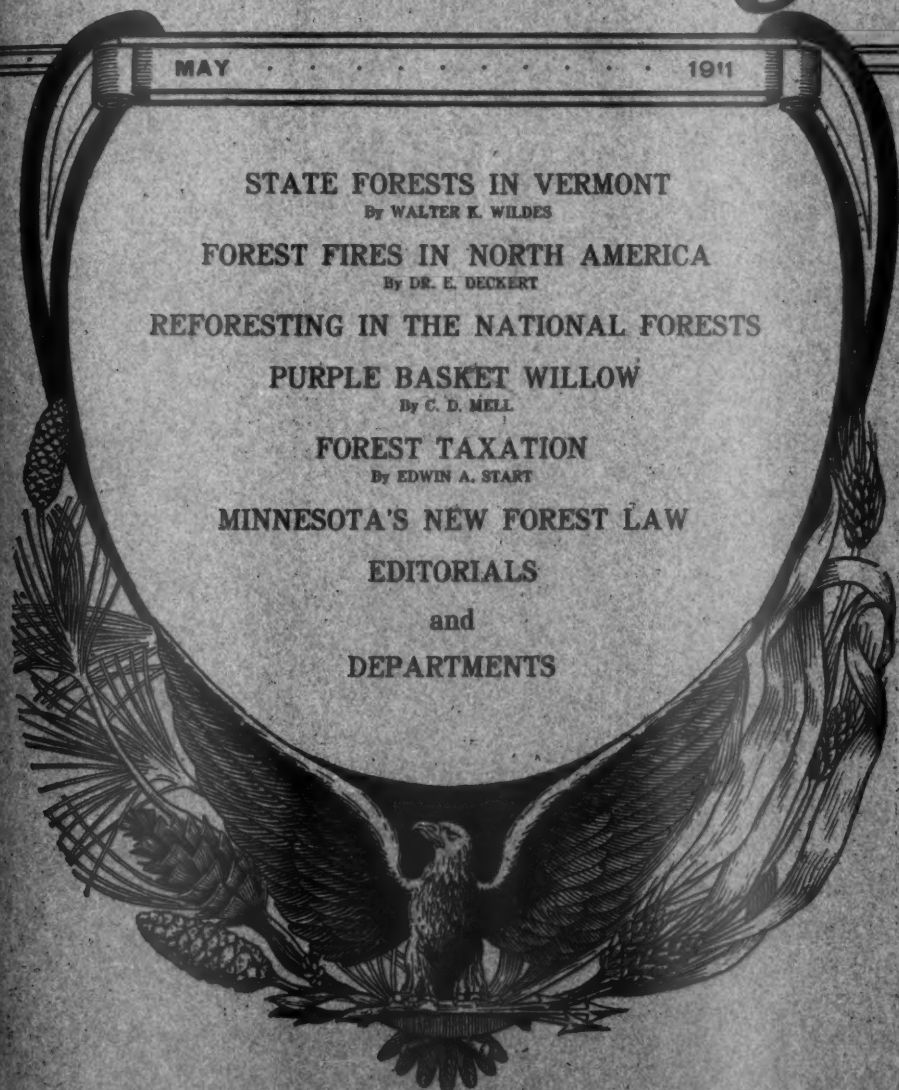 MAY 1911
STATE FORESTS IN VERMONT
By WALTER K. WILDES
FOREST FIRES IN NORTH AMERICA
By DR. E. DECKERT
REFORESTING IN THE NATIONAL FORESTS
PURPLE BASKET WILLOW
By C. D. MELL
FOREST TAXATION
By EDWIN A. START
MINNESOTA'S NEW FOREST LAW
EDITORIALS
and
DEPARTMENTS